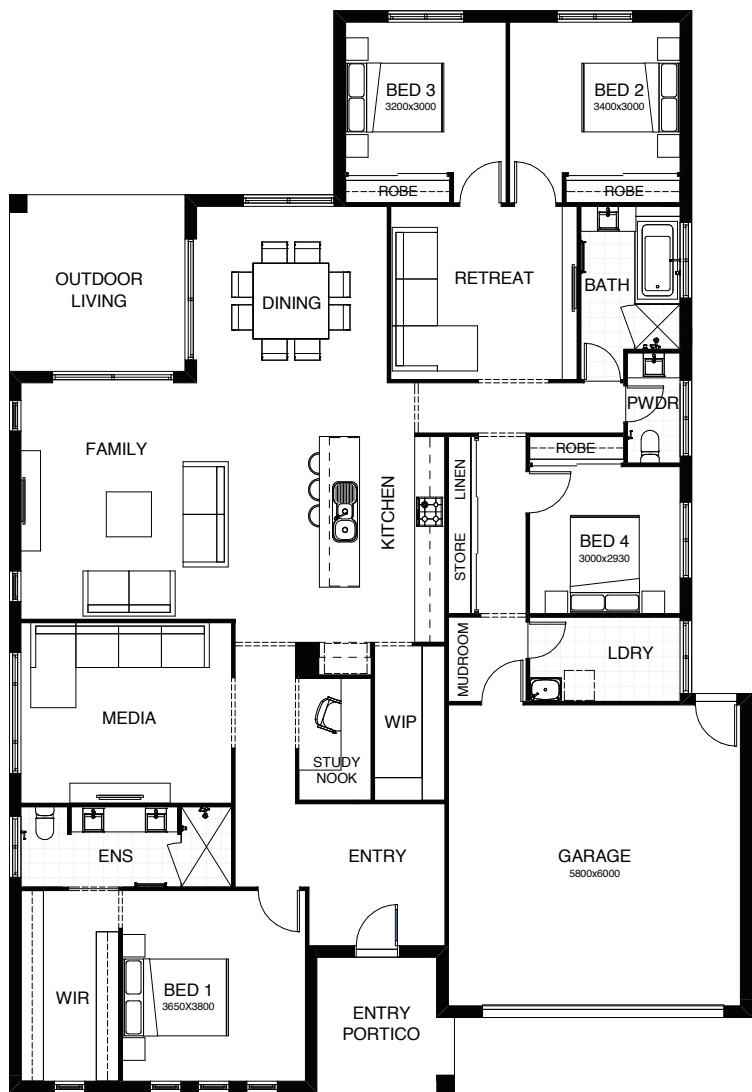 BED 3
3200x3000
BED 2
3400x3000
ROBE
ROBE
OUTDOOR
LIVING
DINING
RETREAT
BATH
PWDR
FAMILY
KITCHEN
LINEN
STORE
ROBE
BED 4
3000x2930
MUDROOM
LDRY
MEDIA
STUDY
NOOK
WIP
ENS
ENTRY
GARAGE
5800x6000
WIR
BED 1
3650X3800
ENTRY
PORTICO